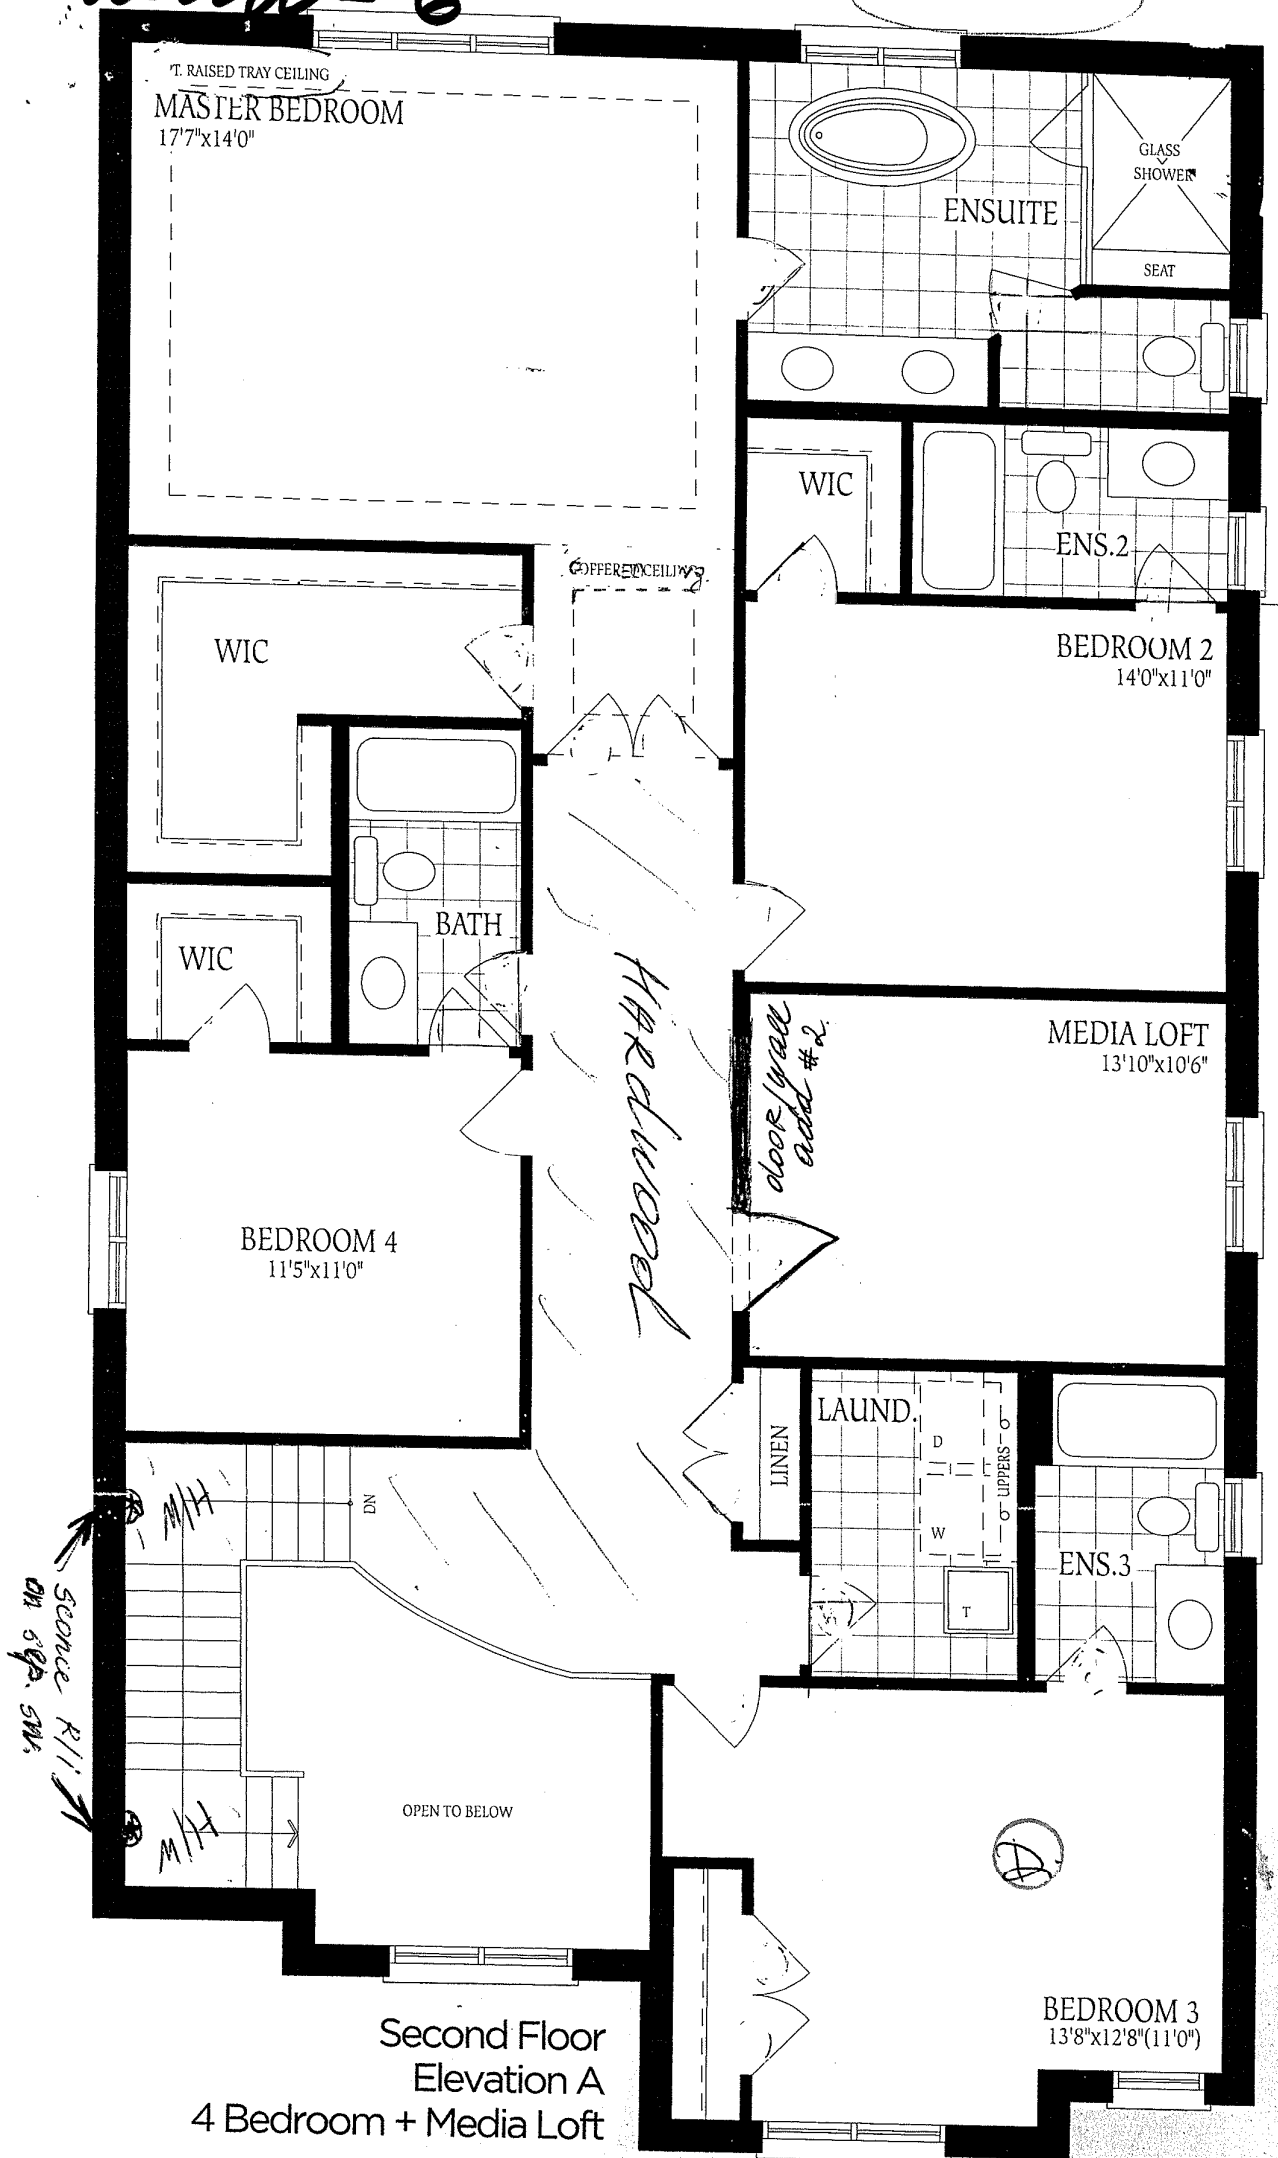 'T. RAISED TRAY CEILING
MASTER BEDROOM
17'7"x14'0"
GLASS
SHOWER
ENSUITE
SEAT
WIC
ENS.2
COFFERED CEILING
WIC
BEDROOM 2
14'0"x11'0"
BATH
WIC
HARdwood
door/wall
add #2.
MEDIA LOFT
13'10"x10'6"
BEDROOM 4
11'5"x11'0"
LINEN
LAUND.
D
W
UPPERS
T
ENS.3
DN
H/W
Sconce R/i
on sep. sw.
H/W
OPEN TO BELOW
D
BEDROOM 3
13'8"x12'8"(11'0")
Second Floor
Elevation A
4 Bedroom + Media Loft